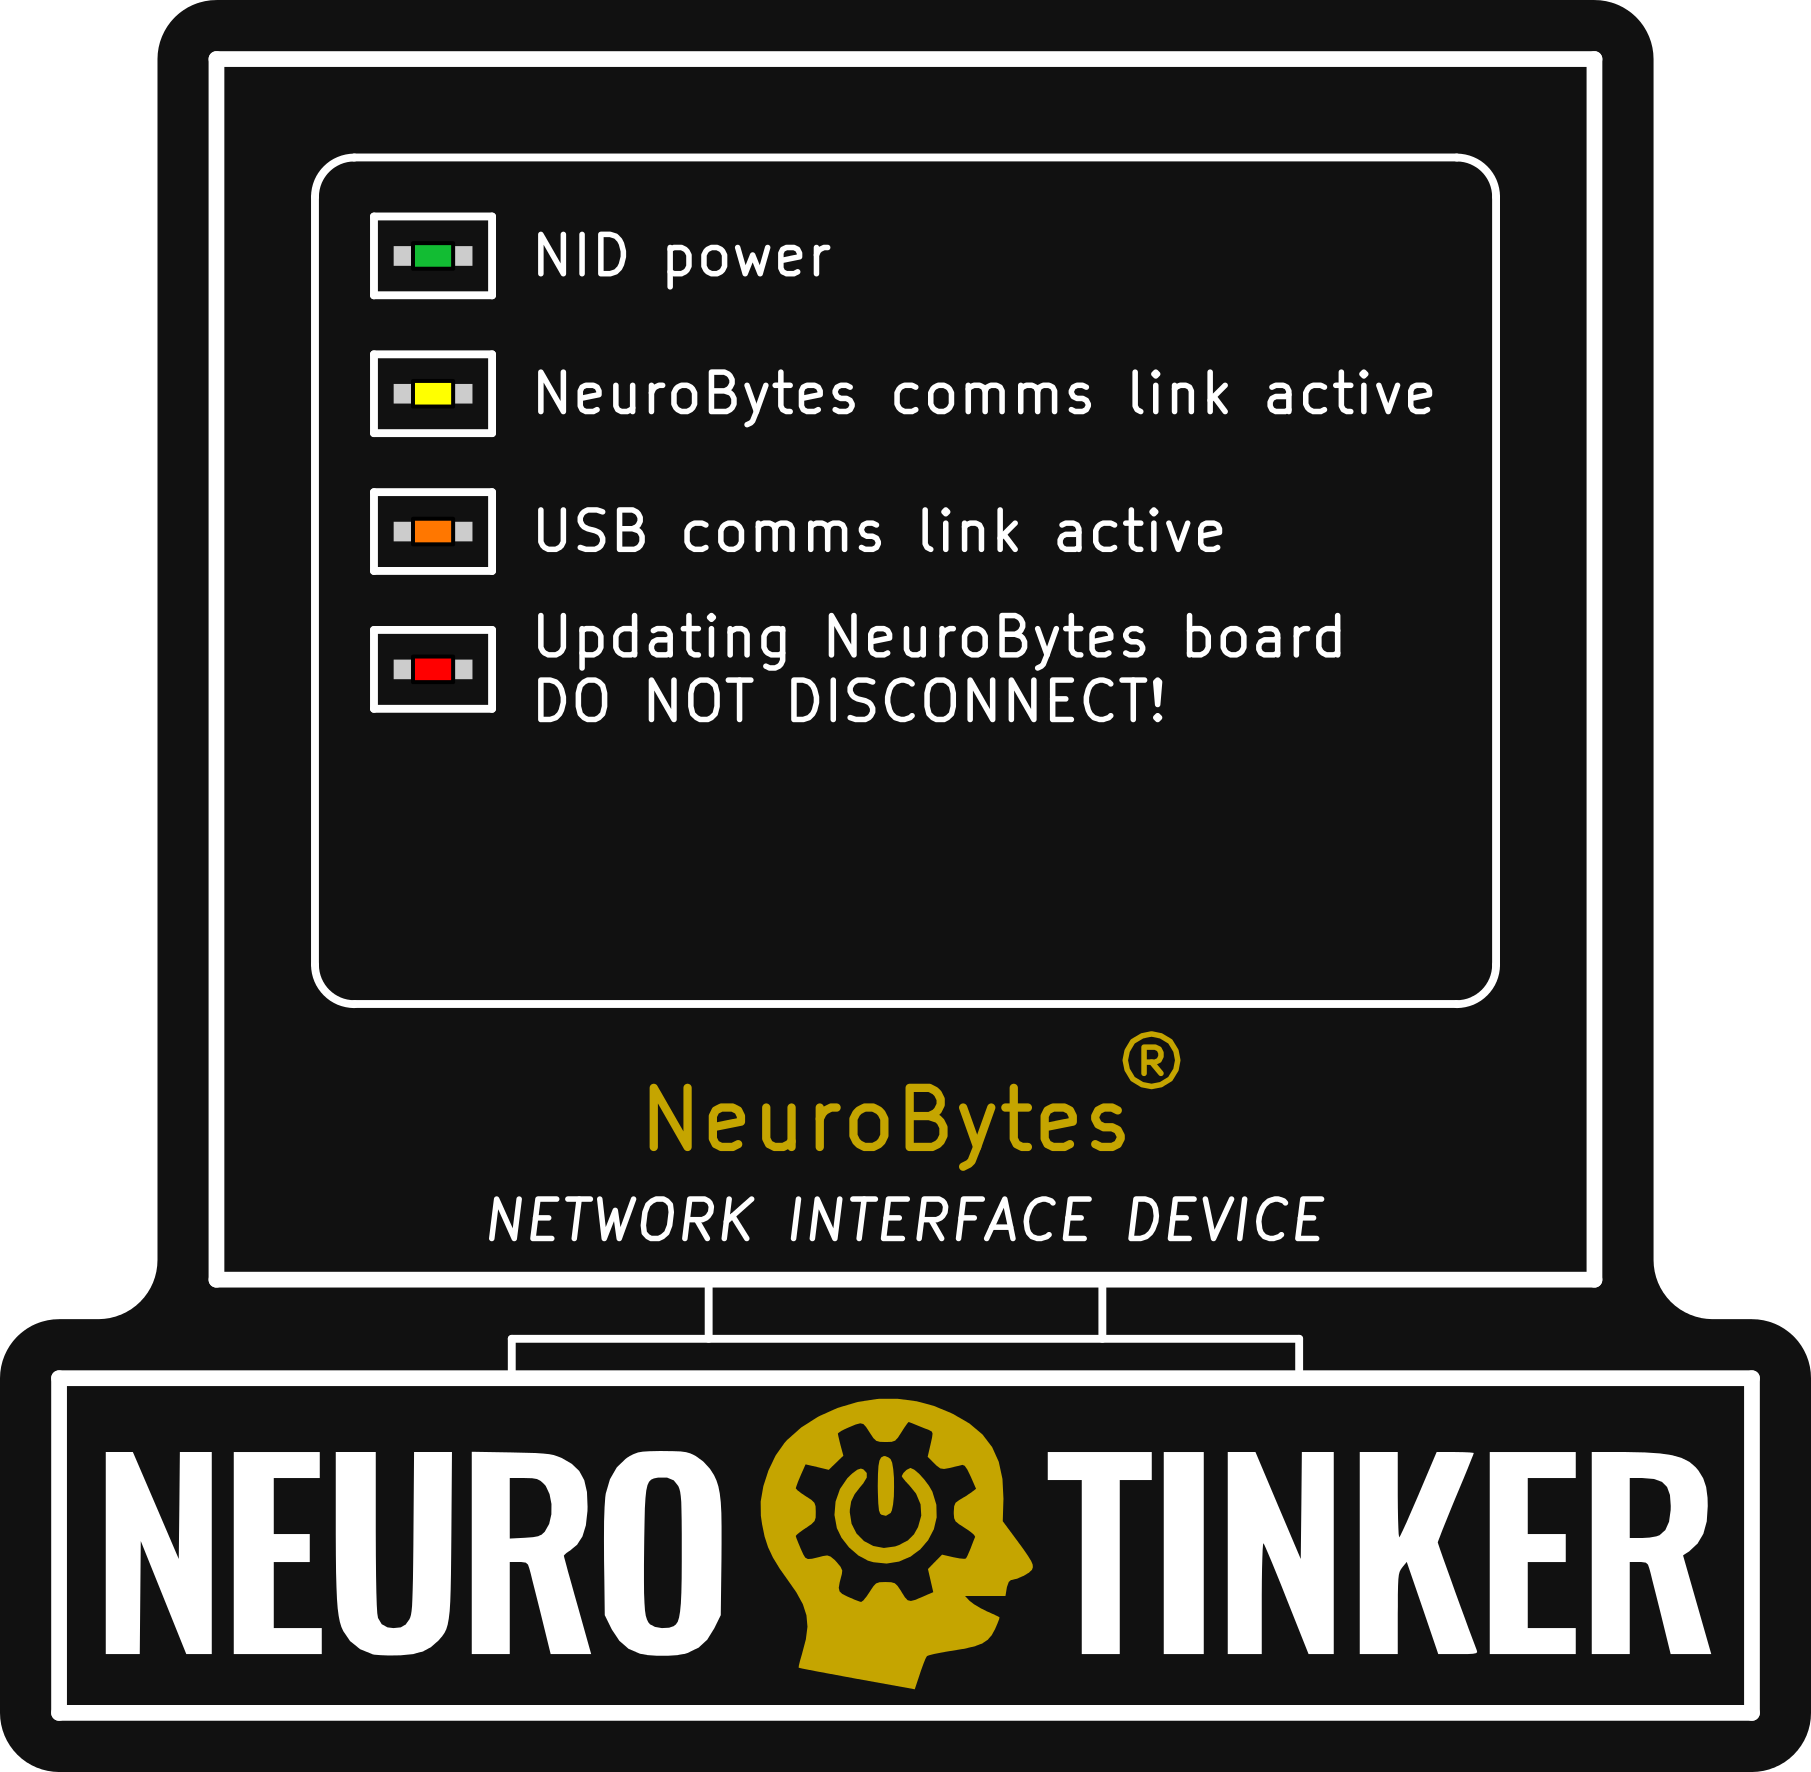 NID power
NeuroBytes comms link active
USB comms link active
Updating NeuroBytes board
DO NOT DISCONNECT!
NeuroBytes®
NETWORK INTERFACE DEVICE
NEURO TINKER